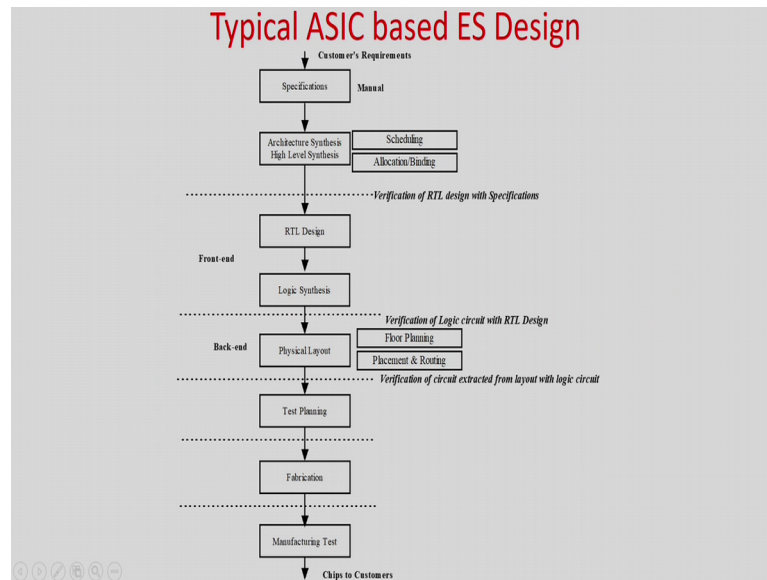 Typical ASIC based ES Design
Customer's Requirements
Specifications
Manual
Architecture Synthesis
High Level Synthesis
Scheduling
Allocation/Binding
Verification of RTL design with Specifications
RTL Design
Front-end
Logic Synthesis
Verification of Logic circuit with RTL Design
Back-end
Physical Layout
Floor Planning
Placement & Routing
Verification of circuit extracted from layout with logic circuit
Test Planning
Fabrication
Manufacturing Test
Chips to Customers